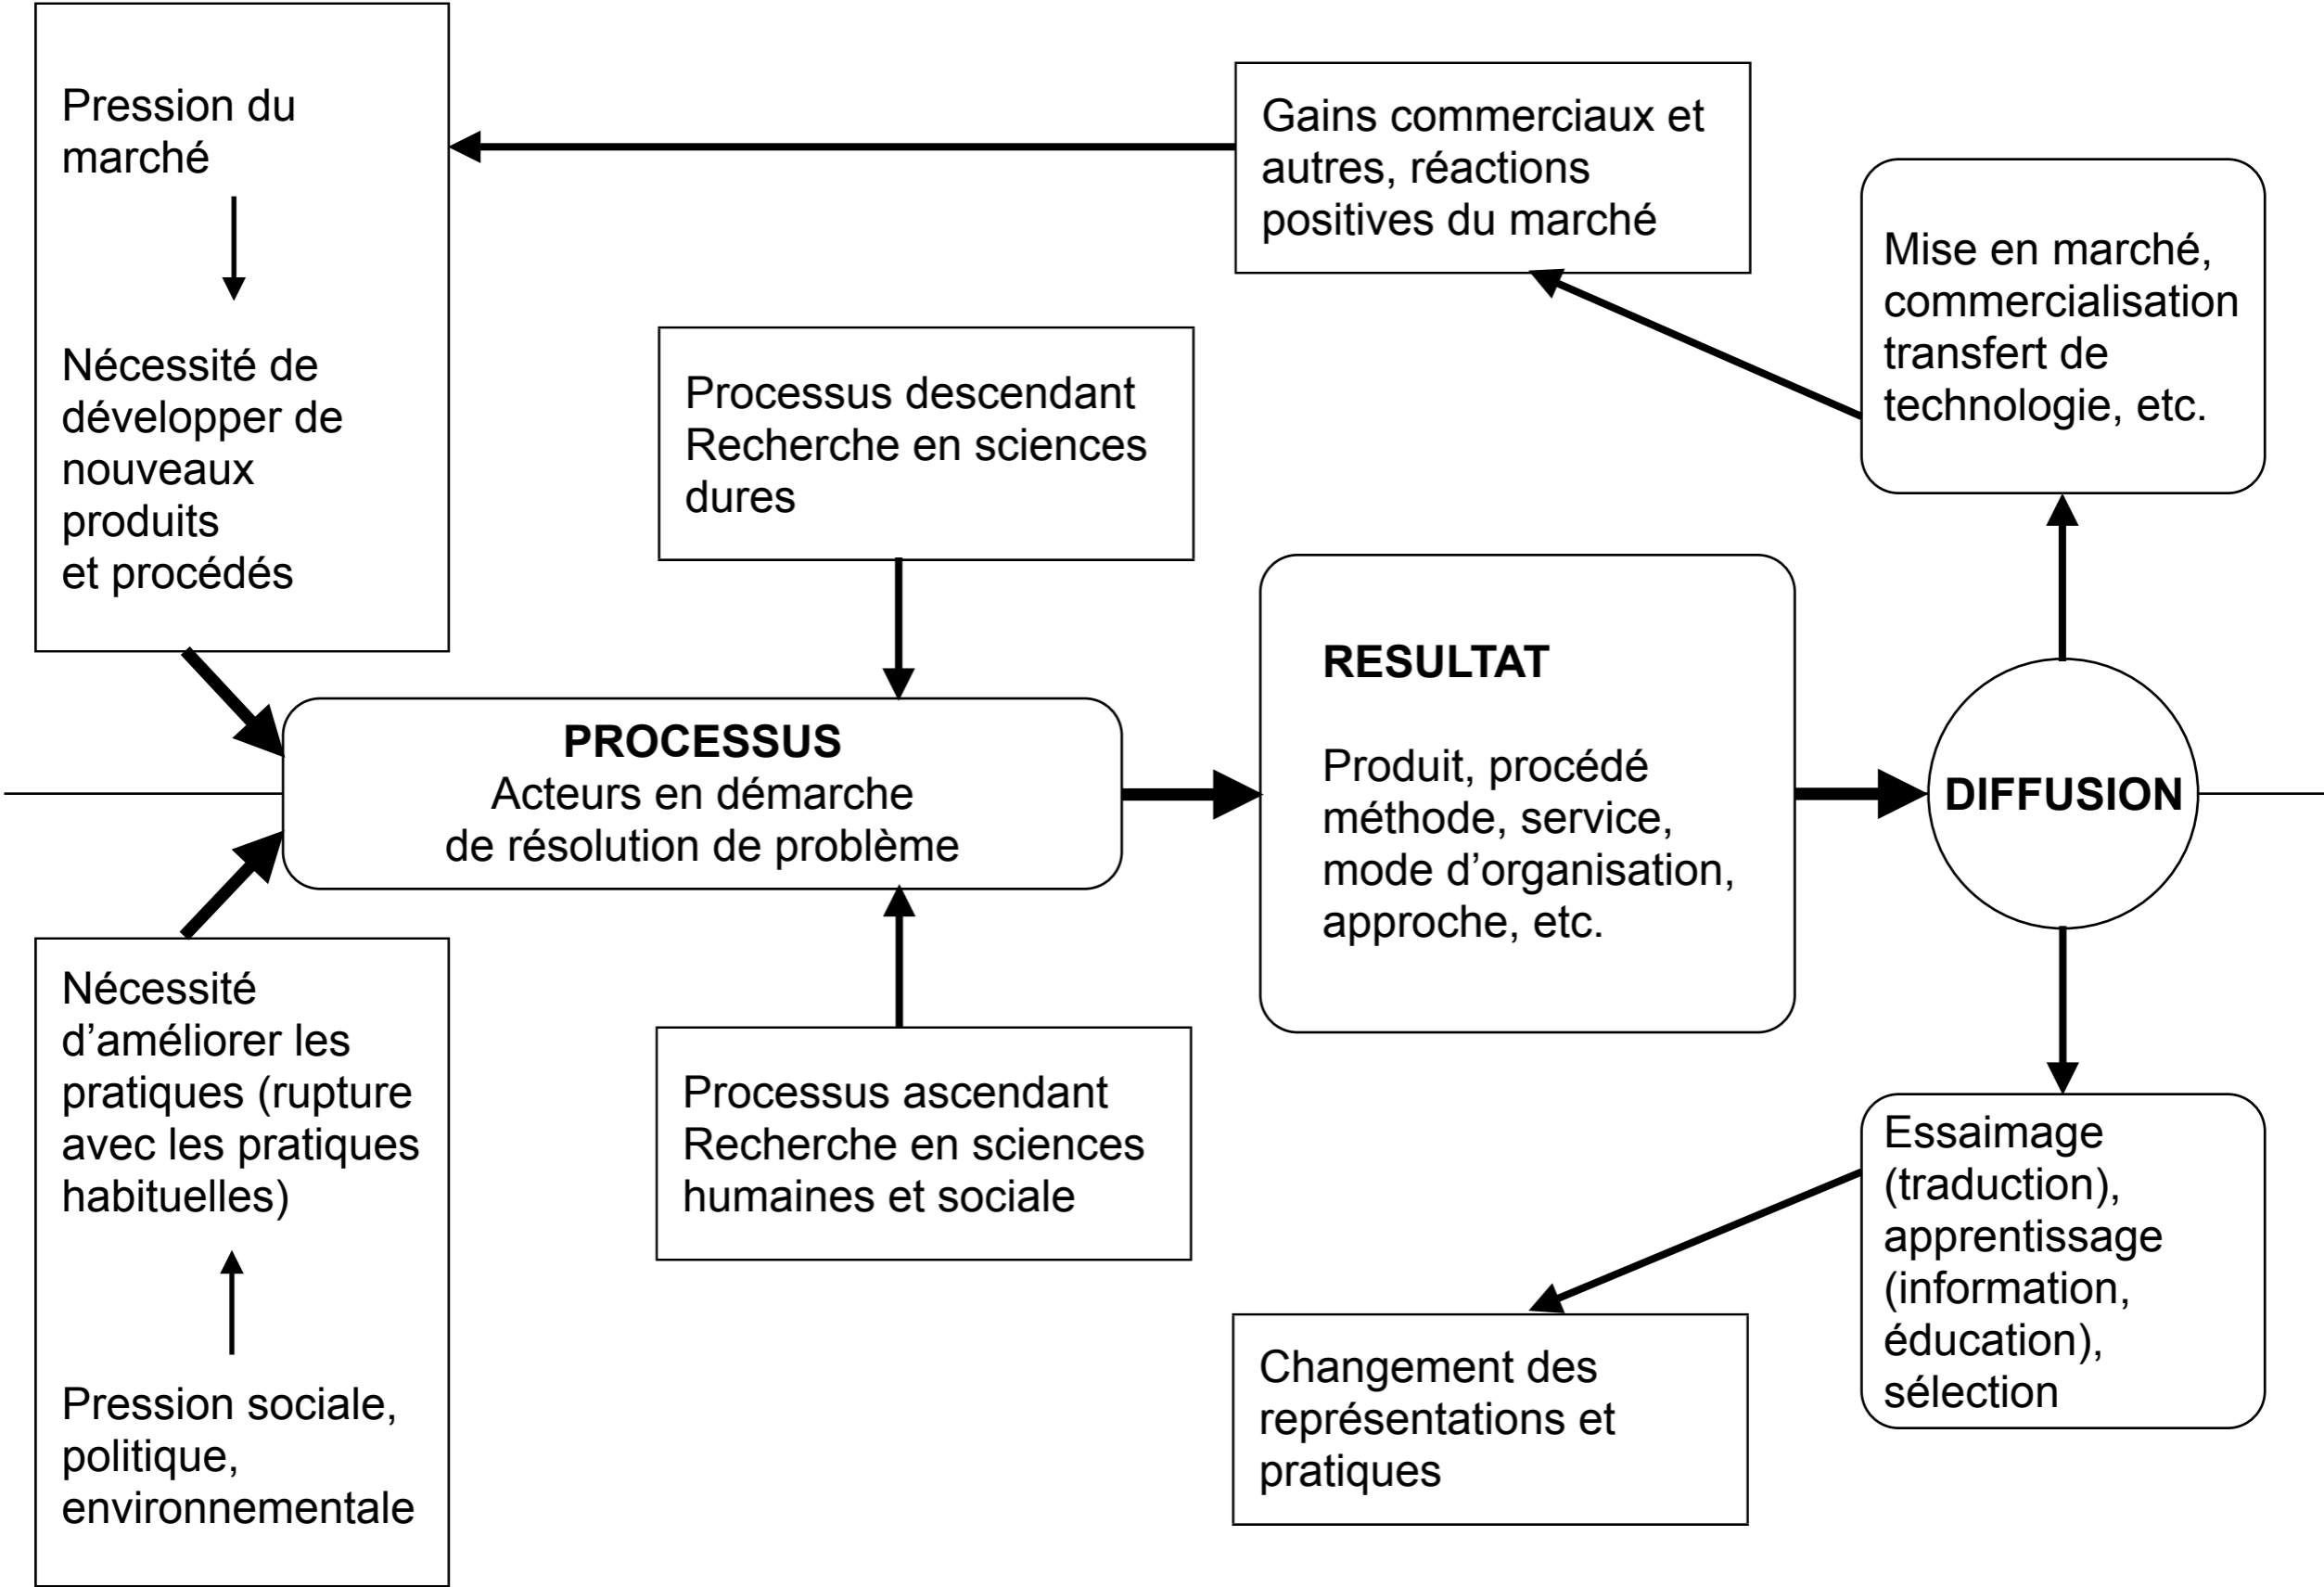 Pression du
marché
Nécessité de
développer de
nouveaux
produits
et procédés
Gains commerciaux et
autres, réactions
positives du marché
Mise en marché,
commercialisation
transfert de
technologie, etc.
Processus descendant
Recherche en sciences
dures
PROCESSUS
Acteurs en démarche
de résolution de problème
RESULTAT
Produit, procédé
méthode, service,
mode d’organisation,
approche, etc.
DIFFUSION
Nécessité
d’améliorer les
pratiques (rupture
avec les pratiques
habituelles)
Pression sociale,
politique,
environnementale
Processus ascendant
Recherche en sciences
humaines et sociale
Changement des
représentations et
pratiques
Essaimage
(traduction),
apprentissage
(information,
éducation),
sélection